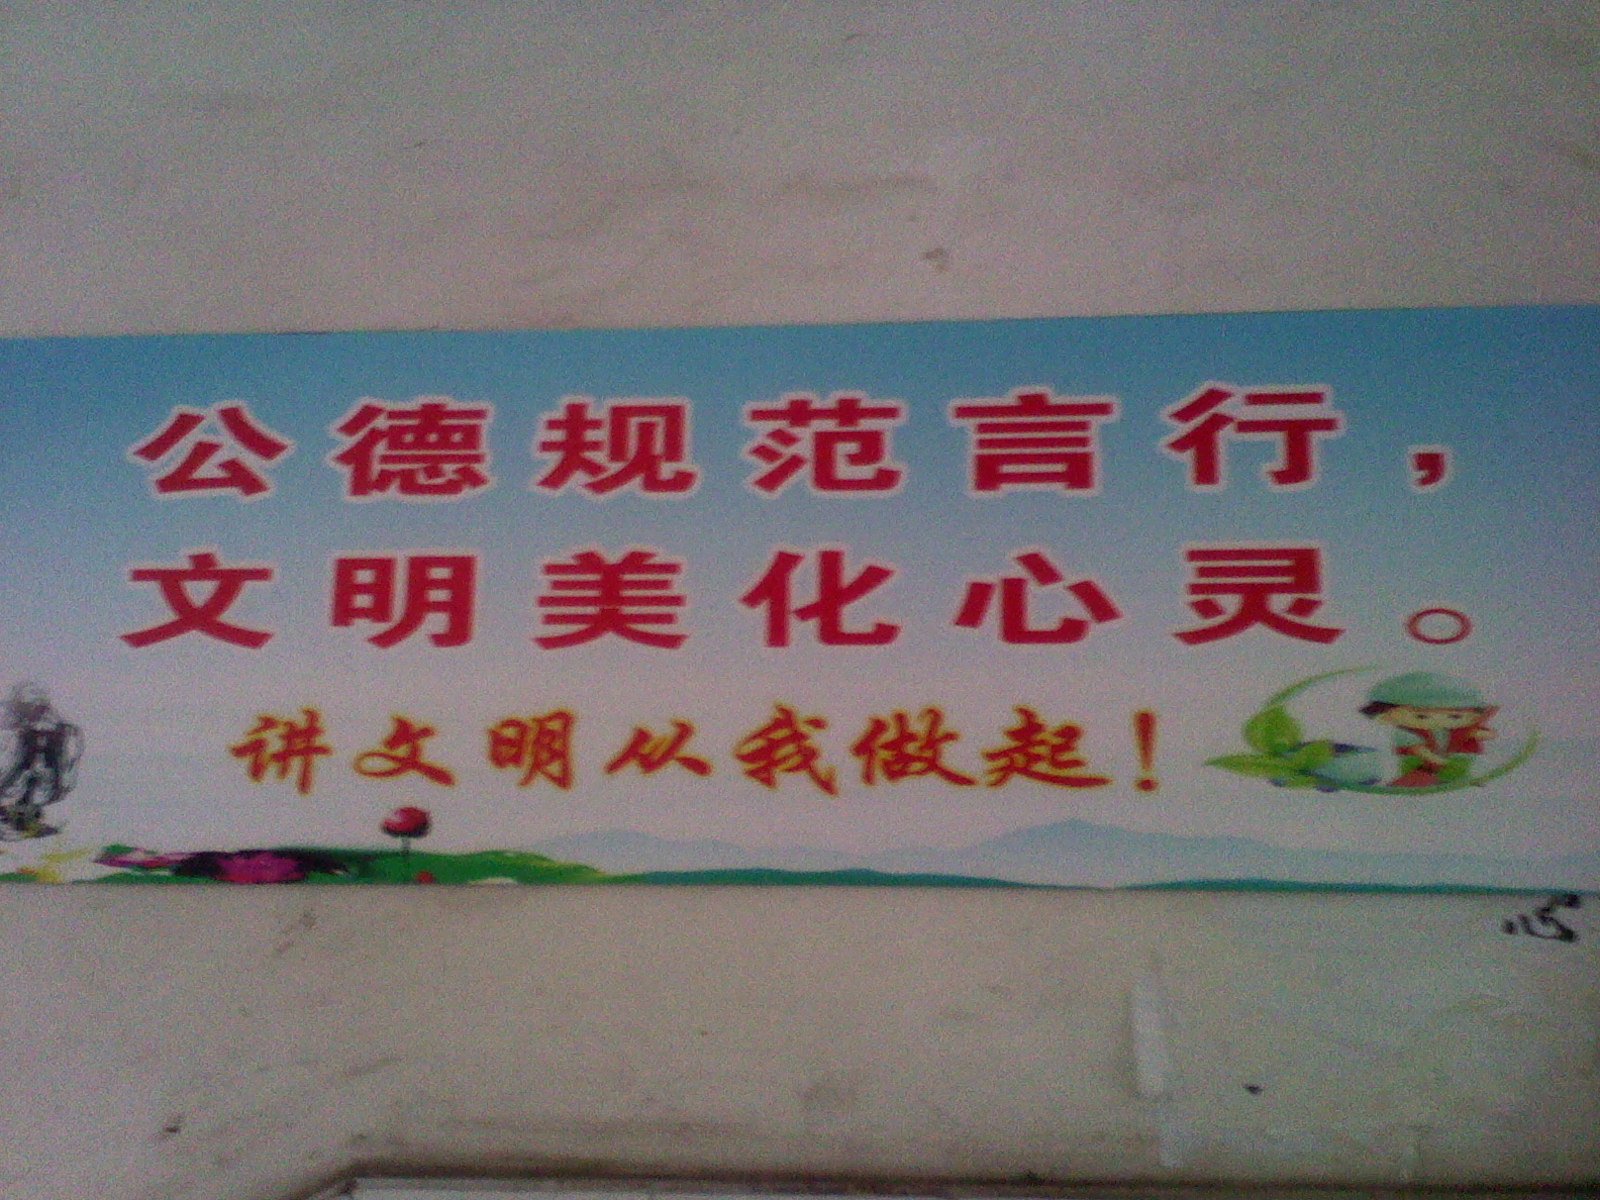 公德规范言行，
文明美化心灵。
讲文明从我做起！
心